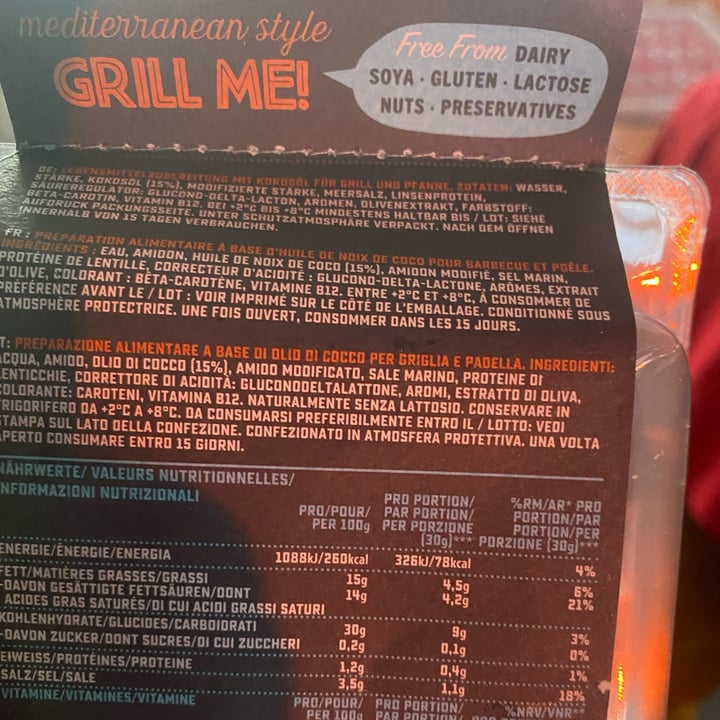 mediterranean style
GRILL ME!
Free From DAIRY
SOYA · GLUTEN · LACTOSE
NUTS · PRESERVATIVES
DE: LEBENSMITTELZUBEREITUNG MIT KOKOSÖL FÜR GRILL UND PFANNE. ZUTATEN: WASSER,
STÄRKE, KOKOSÖL (15%), MODIFIZIERTE STÄRKE, MEERSALZ, LINSENPROTEIN,
SÄUREREGULATOR: GLUCONO-DELTA-LACTON, AROMEN, OLIVENEXTRAKT, FARBSTOFF:
BETA-CAROTIN, VITAMIN B12. BEI +2°C BIS +8°C MINDESTENS HALTBAR BIS / LOT: SIEHE
AUFDRUCK PACKUNGSSEITE. UNTER SCHUTZATMOSPHÄRE VERPACKT. NACH DEM ÖFFNEN
INNERHALB VON 15 TAGEN VERBRAUCHEN.
FR : PREPARATION ALIMENTAIRE À BASE D'HUILE DE NOIX DE COCO POUR BARBECUE ET POÊLE.
INGRÉDIENTS : EAU, AMIDON, HUILE DE NOIX DE COCO (15%), AMIDON MODIFIÉ, SEL MARIN,
PROTÉINE DE LENTILLE, CORRECTEUR D'ACIDITÉ : GLUCONO-DELTA-LACTONE, ARÔMES, EXTRAIT
D'OLIVE, COLORANT : BÊTA-CAROTÈNE, VITAMINE B12. ENTRE +2°C ET +8°C, À CONSOMMER DE
PRÉFÉRENCE AVANT LE / LOT : VOIR IMPRIMÉ SUR LE CÔTÉ DE L'EMBALLAGE. CONDITIONNÉ SOUS
ATMOSPHÈRE PROTECTRICE. UNE FOIS OUVERT, CONSOMMER DANS LES 15 JOURS.
T: PREPARAZIONE ALIMENTARE A BASE DI OLIO DI COCCO PER GRIGLIA E PADELLA. INGREDIENTI:
ACQUA, AMIDO, OLIO DI COCCO (15%), AMIDO MODIFICATO, SALE MARINO, PROTEINE DI
LENTICCHIE, CORRETTORE DI ACIDITÀ: GLUCONODELTALATTONE, AROMI, ESTRATTO DI OLIVA,
COLORANTE: CAROTENI, VITAMINA B12. NATURALMENTE SENZA LATTOSIO. CONSERVARE IN
FRIGORIFERO DA +2°C A +8°C. DA CONSUMARSI PREFERIBILMENTE ENTRO IL / LOTTO: VEDI
STAMPA SUL LATO DELLA CONFEZIONE. CONFEZIONATO IN ATMOSFERA PROTETTIVA. UNA VOLTA
APERTO CONSUMARE ENTRO 15 GIORNI.
NÄHRWERTE/ VALEURS NUTRITIONNELLES/
INFORMAZIONI NUTRIZIONALI
PRO/POUR/ PER 100g
PRO PORTION/ PAR PORTION/ PER PORZIONE (30g)***
%RM/AR* PRO PORTION/PAR PORTION/PER PORZIONE (30g)***
ENERGIE/ÉNERGIE/ENERGIA 1088kJ/260kcal 326kJ/78kcal 4%
FETT/MATIÈRES GRASSES/GRASSI 15g 4,5g 6%
-DAVON GESÄTTIGTE FETTSÄUREN/DONT 14g 4,2g 21%
ACIDES GRAS SATURÉS/DI CUI ACIDI GRASSI SATURI
KOHLENHYDRATE/GLUCIDES/CARBOIDRATI 30g 9g 3%
-DAVON ZUCKER/DONT SUCRES/DI CUI ZUCCHERI 0,2g 0,1g 0%
EIWEISS/PROTÉINES/PROTEINE 1,2g 0,4g 1%
SALZ/SEL/SALE 3,5g 1,1g 18%
VITAMINE/VITAMINES/VITAMINE PRO/POUR/ PRO PORTION/ %NRV/VNR**
PER 100g PAR PORTION/